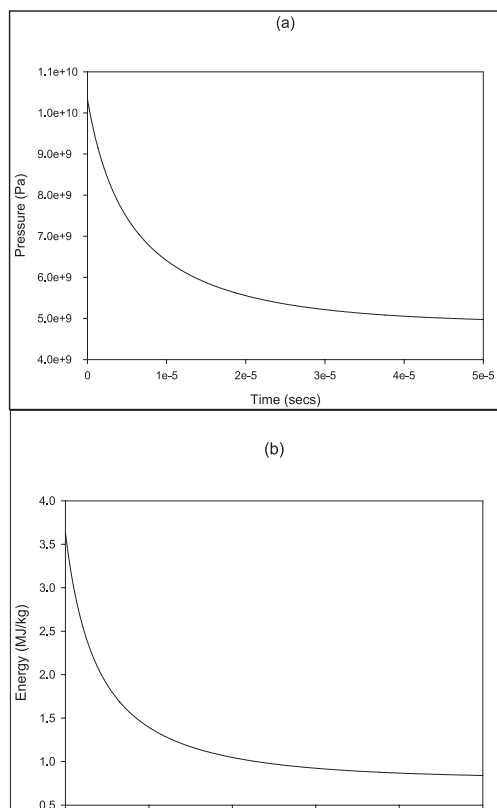 (a)
1.1e+10
1.0e+10
9.0e+9
8.0e+9
7.0e+9
6.0e+9
5.0e+9
4.0e+9
Pressure (Pa)
0 1e-5 2e-5 3e-5 4e-5 5e-5
Time (secs)
(b)
4.0
3.5
3.0
2.5
2.0
1.5
1.0
0.5
Energy (MJ/kg)